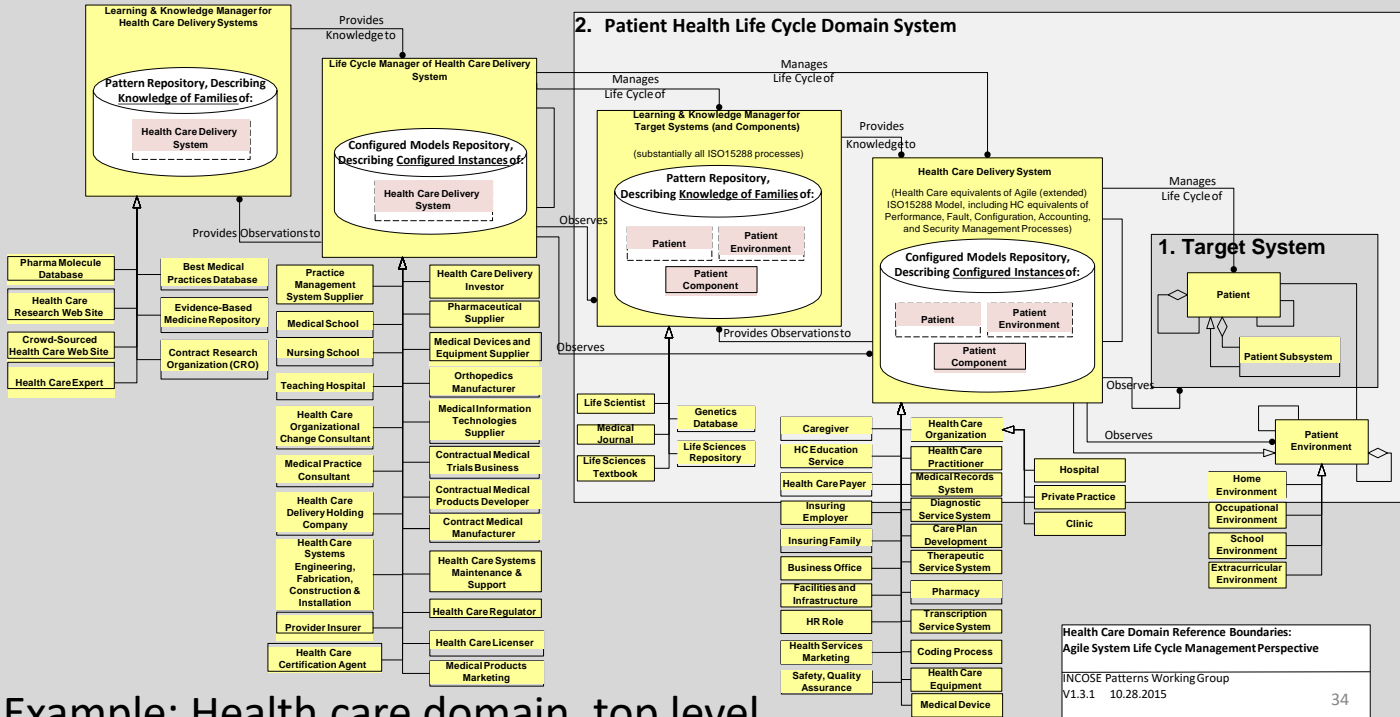 Learning & Knowledge Manager for
Health Care Delivery Systems
Pattern Repository, Describing
Knowledge of Families of:
Health Care Delivery
System
Provides
Knowledge to
Life Cycle Manager of Health Care Delivery
System
Configured Models Repository,
Describing Configured Instances of:
Health Care Delivery
System
Provides Observations to
2. Patient Health Life Cycle Domain System
Manages
Life Cycle of
Manages
Life Cycle of
Learning & Knowledge Manager for
Target Systems (and Components)
(substantially all ISO15288 processes)
Pattern Repository,
Describing Knowledge of Families of:
Patient
Patient
Environment
Patient
Component
Provides
Knowledge to
Observes
Observes
Provides Observations to
Health Care Delivery System
(Health Care equivalents of Agile (extended)
ISO15288 Model, including HC equivalents of
Performance, Fault, Configuration, Accounting,
and Security Management Processes)
Configured Models Repository,
Describing Configured Instances of:
Patient
Patient
Environment
Patient
Component
Manages
Life Cycle of
1. Target System
Patient
Patient Subsystem
Observes
Observes
Patient
Environment
Home
Environment
Occupational
Environment
School
Environment
Extracurricular
Environment
Pharma Molecule
Database
Health Care
Research Web Site
Crowd-Sourced
Health Care Web Site
Health Care Expert
Best Medical
Practices Database
Evidence-Based
Medicine Repository
Contract Research
Organization (CRO)
Practice
Management
System Supplier
Medical School
Nursing School
Teaching Hospital
Health Care
Organizational
Change Consultant
Medical Practice
Consultant
Health Care
Delivery Holding
Company
Health Care
Systems
Engineering,
Fabrication,
Construction &
Installation
Provider Insurer
Health Care
Certification Agent
Health Care Delivery
Investor
Pharmaceutical
Supplier
Medical Devices and
Equipment Supplier
Orthopedics
Manufacturer
Medical Information
Technologies
Supplier
Contractual Medical
Trials Business
Contractual Medical
Products Developer
Contract Medical
Manufacturer
Health Care Systems
Maintenance &
Support
Health Care Regulator
Health Care Licenser
Medical Products
Marketing
Life Scientist
Medical
Journal
Life Sciences
Textbook
Genetics
Database
Life Sciences
Repository
Caregiver
HC Education
Service
Health Care Payer
Insuring
Employer
Insuring Family
Business Office
Facilities and
Infrastructure
HR Role
Health Services
Marketing
Safety, Quality
Assurance
Health Care
Organization
Health Care
Practitioner
Medical Records
System
Diagnostic
Service System
Care Plan
Development
Therapeutic
Service System
Pharmacy
Transcription
Service System
Coding Process
Health Care
Equipment
Medical Device
Hospital
Private Practice
Clinic
Health Care Domain Reference Boundaries:
Agile System Life Cycle Management Perspective
INCOSE Patterns Working Group
V1.3.1 10.28.2015
34
Example: Health care domain, top level